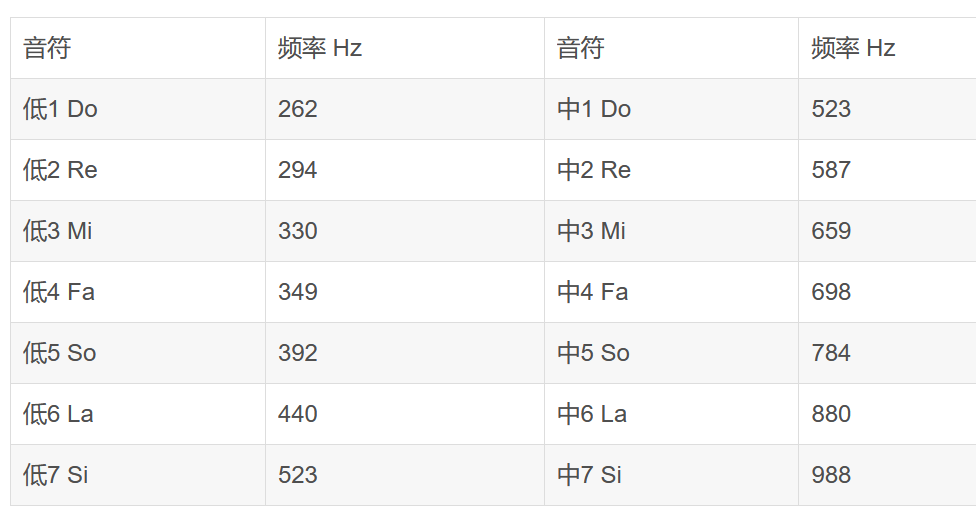 音符 频率 Hz 音符 频率 Hz
低1 Do 262 中1 Do 523
低2 Re 294 中2 Re 587
低3 Mi 330 中3 Mi 659
低4 Fa 349 中4 Fa 698
低5 So 392 中5 So 784
低6 La 440 中6 La 880
低7 Si 523 中7 Si 988